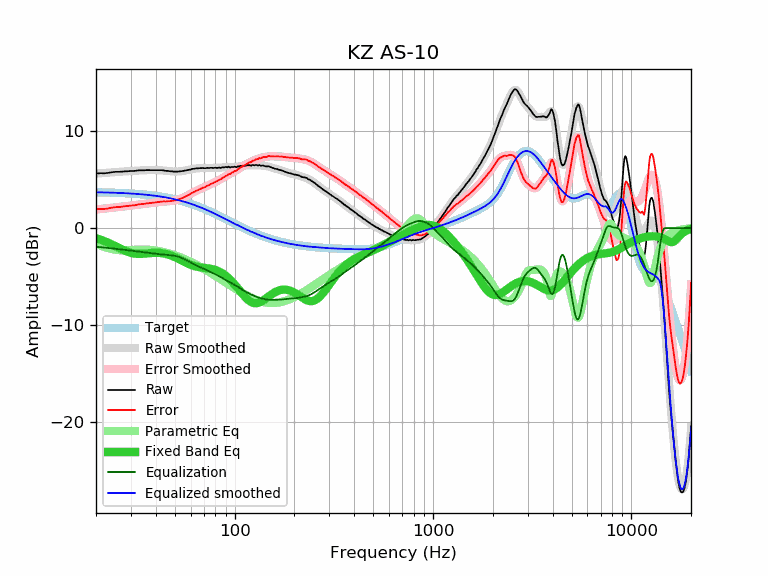 KZ AS-10
Amplitude (dBr)
10
0
−10
−20
Target
Raw Smoothed
Error Smoothed
Raw
Error
Parametric Eq
Fixed Band Eq
Equalization
Equalized smoothed
100 1000 10000
Frequency (Hz)